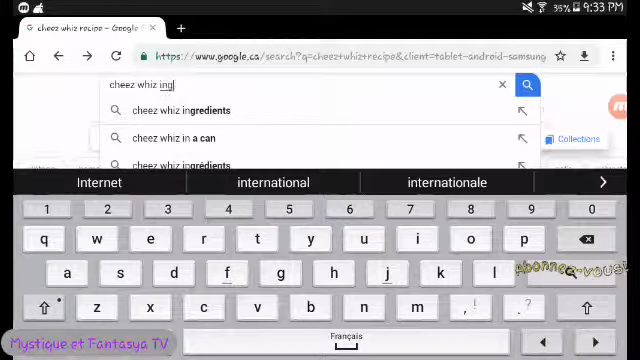 35% 9:33 PM
cheez whiz recipe - Google
https://www.google.ca/search?q=cheez+whiz+recipe&client=tablet-android-samsung
cheez whiz ing
cheez whiz ingredients
cheez whiz in a can
Collections
cheez whiz ingrédients
Internet international internationale
1 2 3 4 5 6 7 8 9 0
q w e r t y u i o p
a s d f g h j k l
Abonnez-vous!
z x c v b n m , ! . ?
Français
Mystique et Fantasya TV